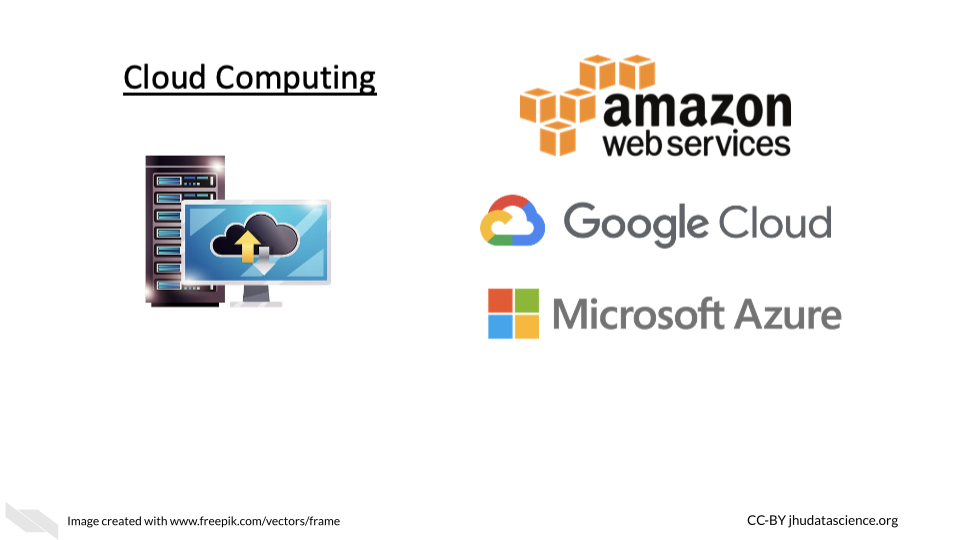 Cloud Computing
amazon
web services
Google Cloud
Microsoft Azure
Image created with www.freepik.com/vectors/frame
CC-BY jhudatascience.org